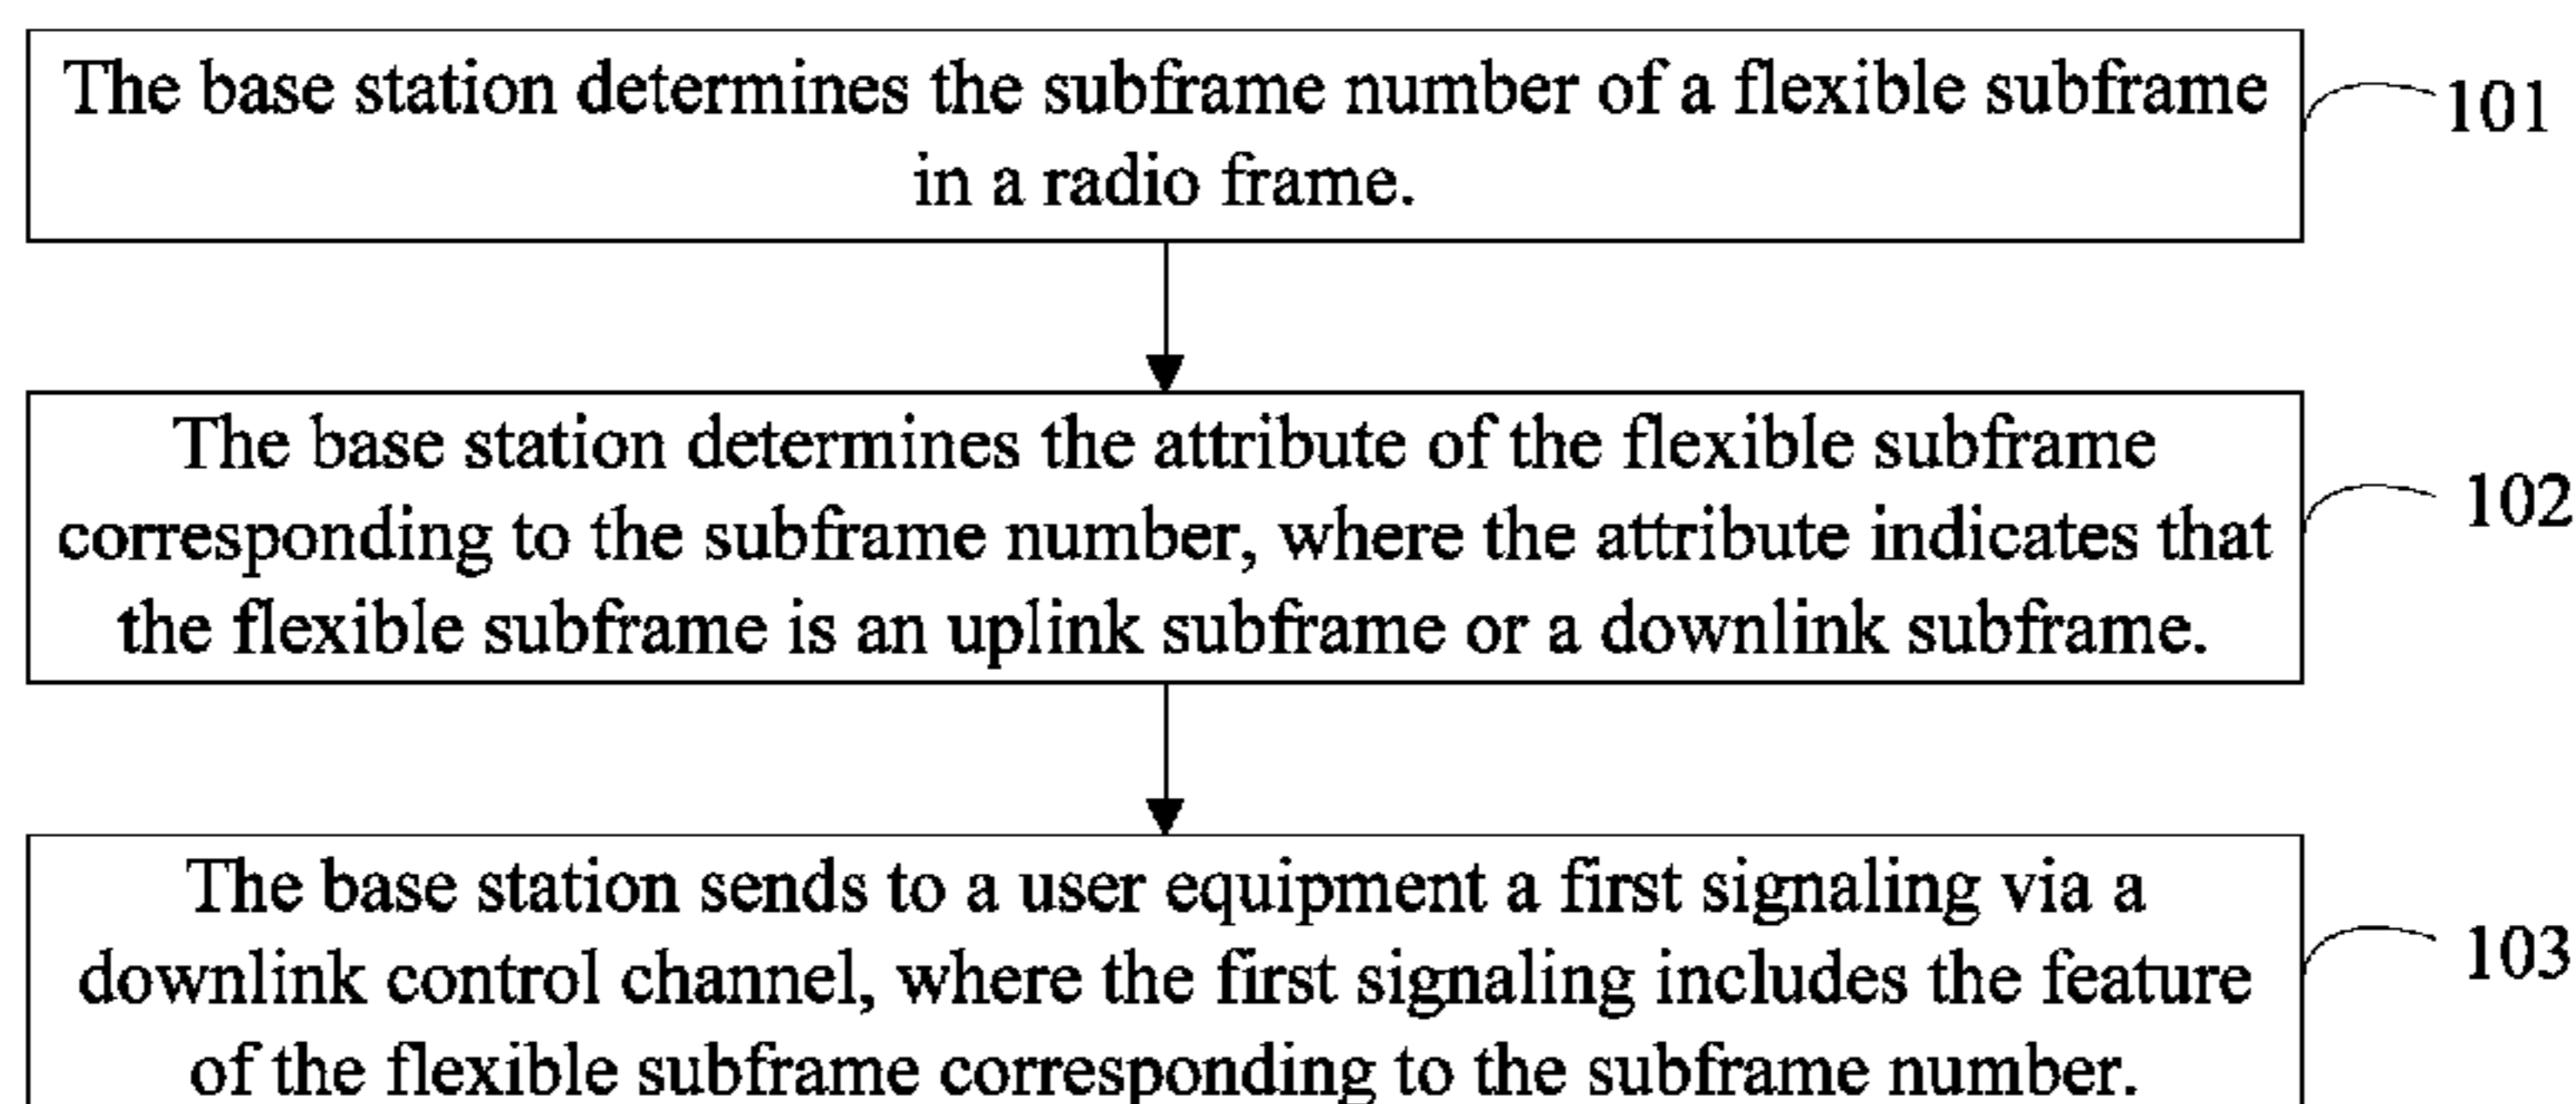 The base station determines the subframe number of a flexible subframe
in a radio frame.
101
The base station determines the attribute of the flexible subframe
corresponding to the subframe number, where the attribute indicates that
the flexible subframe is an uplink subframe or a downlink subframe.
102
The base station sends to a user equipment a first signaling via a
downlink control channel, where the first signaling includes the feature
of the flexible subframe corresponding to the subframe number.
103